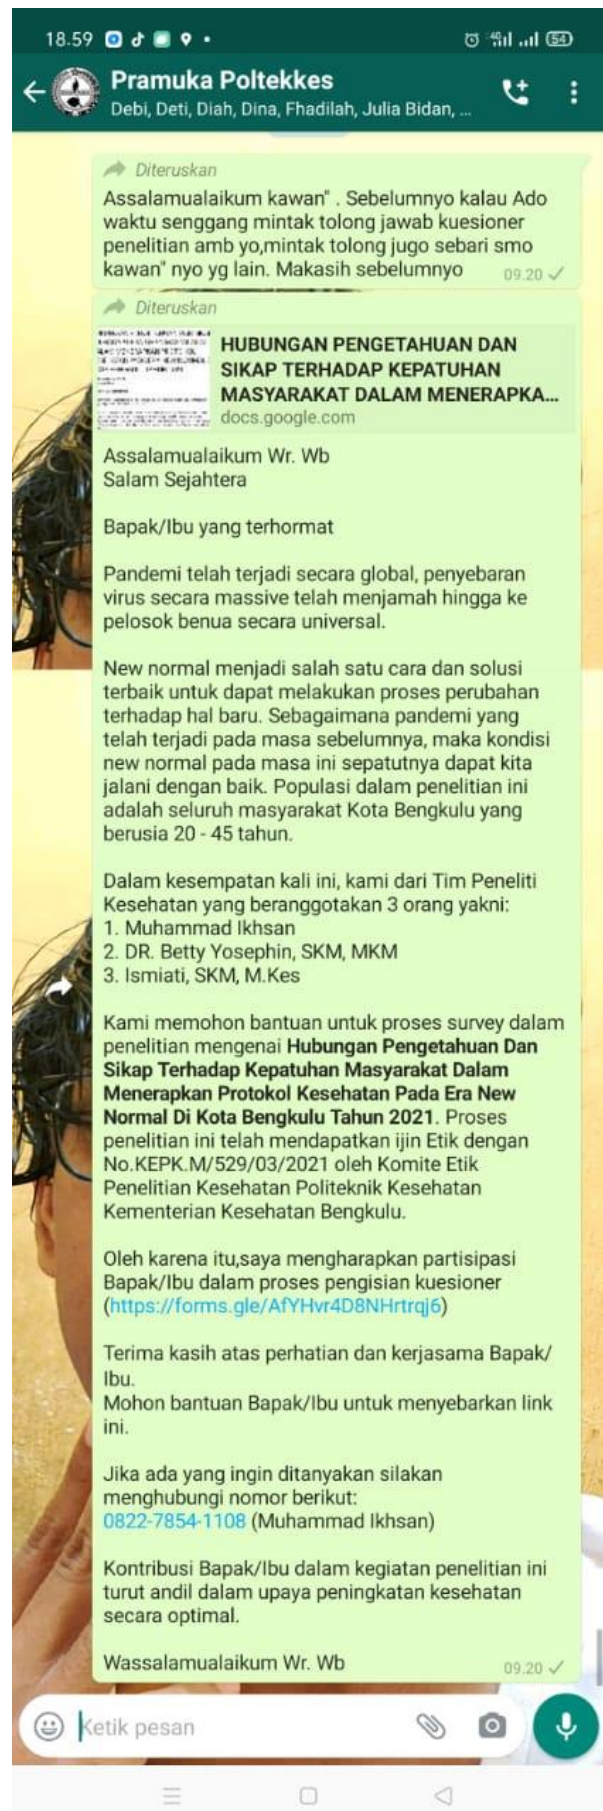 18.59
4G
54
Pramuka Poltekkes
Debi, Deti, Diah, Dina, Fhadilah, Julia Bidan, ...
Diteruskan
Assalamualaikum kawan" . Sebelumnyo kalau Ado
waktu senggang mintak tolong jawab kuesioner
penelitian amb yo,mintak tolong jugo sebari smo
kawan" nyo yg lain. Makasih sebelumnyo
09.20
Diteruskan
HUBUNGAN PENGETAHUAN DAN
SIKAP TERHADAP KEPATUHAN
MASYARAKAT DALAM MENERAPKA...
docs.google.com
Assalamualaikum Wr. Wb
Salam Sejahtera
Bapak/Ibu yang terhormat
Pandemi telah terjadi secara global, penyebaran
virus secara massive telah menjamah hingga ke
pelosok benua secara universal.
New normal menjadi salah satu cara dan solusi
terbaik untuk dapat melakukan proses perubahan
terhadap hal baru. Sebagaimana pandemi yang
telah terjadi pada masa sebelumnya, maka kondisi
new normal pada masa ini sepatutnya dapat kita
jalani dengan baik. Populasi dalam penelitian ini
adalah seluruh masyarakat Kota Bengkulu yang
berusia 20 - 45 tahun.
Dalam kesempatan kali ini, kami dari Tim Peneliti
Kesehatan yang beranggotakan 3 orang yakni:
1. Muhammad Ikhsan
2. DR. Betty Yosephin, SKM, MKM
3. Ismiati, SKM, M.Kes
Kami memohon bantuan untuk proses survey dalam
penelitian mengenai Hubungan Pengetahuan Dan
Sikap Terhadap Kepatuhan Masyarakat Dalam
Menerapkan Protokol Kesehatan Pada Era New
Normal Di Kota Bengkulu Tahun 2021. Proses
penelitian ini telah mendapatkan ijin Etik dengan
No.KEPK.M/529/03/2021 oleh Komite Etik
Penelitian Kesehatan Politeknik Kesehatan
Kementerian Kesehatan Bengkulu.
Oleh karena itu,saya mengharapkan partisipasi
Bapak/Ibu dalam proses pengisian kuesioner
(https://forms.gle/AfYHvr4D8NHrtrqj6)
Terima kasih atas perhatian dan kerjasama Bapak/
Ibu.
Mohon bantuan Bapak/Ibu untuk menyebarkan link
ini.
Jika ada yang ingin ditanyakan silakan
menghubungi nomor berikut:
0822-7854-1108 (Muhammad Ikhsan)
Kontribusi Bapak/Ibu dalam kegiatan penelitian ini
turut andil dalam upaya peningkatan kesehatan
secara optimal.
Wassalamualaikum Wr. Wb
09.20
Ketik pesan